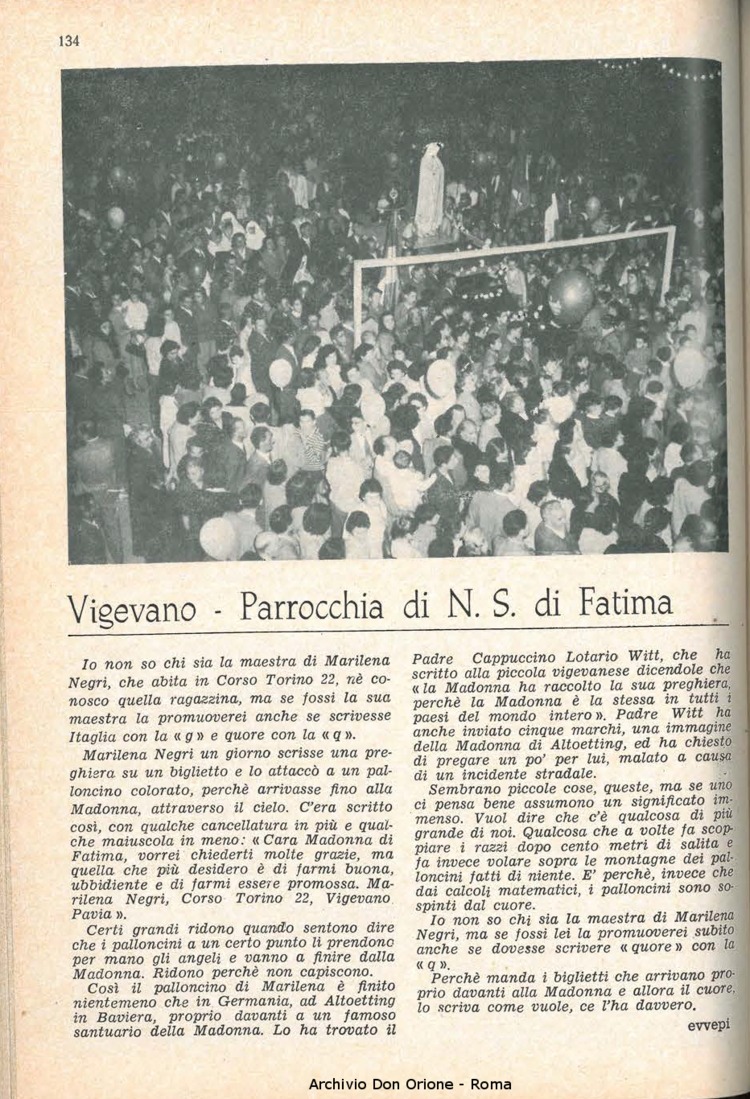 134
Vigevano - Parrocchia di N. S. di Fatima
Io non so chi sia la maestra di Marilena
Negri, che abita in Corso Torino 22, nè co-
nosco quella ragazzina, ma se fossi la sua
maestra la promuoverei anche se scrivesse
Itaglia con la « g » e quore con la « q ».
Marilena Negri un giorno scrisse una pre-
ghiera su un biglietto e lo attaccò a un pal-
loncino colorato, perchè arrivasse fino alla
Madonna, attraverso il cielo. C'era scritto
così, con qualche cancellatura in più e qual-
che maiuscola in meno: « Cara Madonna di
Fatima, vorrei chiederti molte grazie, ma
quella che più desidero è di farmi buona,
ubbidiente e di farmi essere promossa. Ma-
rilena Negri, Corso Torino 22, Vigevano
Pavia ».
Certi grandi ridono quando sentono dire
che i palloncini a un certo punto li prendono
per mano gli angeli e vanno a finire dalla
Madonna. Ridono perchè non capiscono.
Così il palloncino di Marilena è finito
nientemeno che in Germania, ad Altoetting
in Baviera, proprio davanti a un famoso
santuario della Madonna. Lo ha trovato il
Padre Cappuccino Lotario Witt, che ha
scritto alla piccola vigevanese dicendole che
« la Madonna ha raccolto la sua preghiera,
perchè la Madonna è la stessa in tutti i
paesi del mondo intero ». Padre Witt ha
anche inviato cinque marchi, una immagine
della Madonna di Altoetting, ed ha chiesto
di pregare un po' per lui, malato a causa
di un incidente stradale.
Sembrano piccole cose, queste, ma se uno
ci pensa bene assumono un significato im-
menso. Vuol dire che c'è qualcosa di più
grande di noi. Qualcosa che a volte fa scop-
piare i razzi dopo cento metri di salita e
fa invece volare sopra le montagne dei pal-
loncini fatti di niente. E' perchè, invece che
dai calcoli matematici, i palloncini sono so-
spinti dal cuore.
Io non so chi sia la maestra di Marilena
Negri, ma se fossi lei la promuoverei subito
anche se dovesse scrivere « quore » con la
« q ».
Perchè manda i biglietti che arrivano pro-
prio davanti alla Madonna e allora il cuore,
lo scriva come vuole, ce l'ha davvero.
evvepi
Archivio Don Orione - Roma